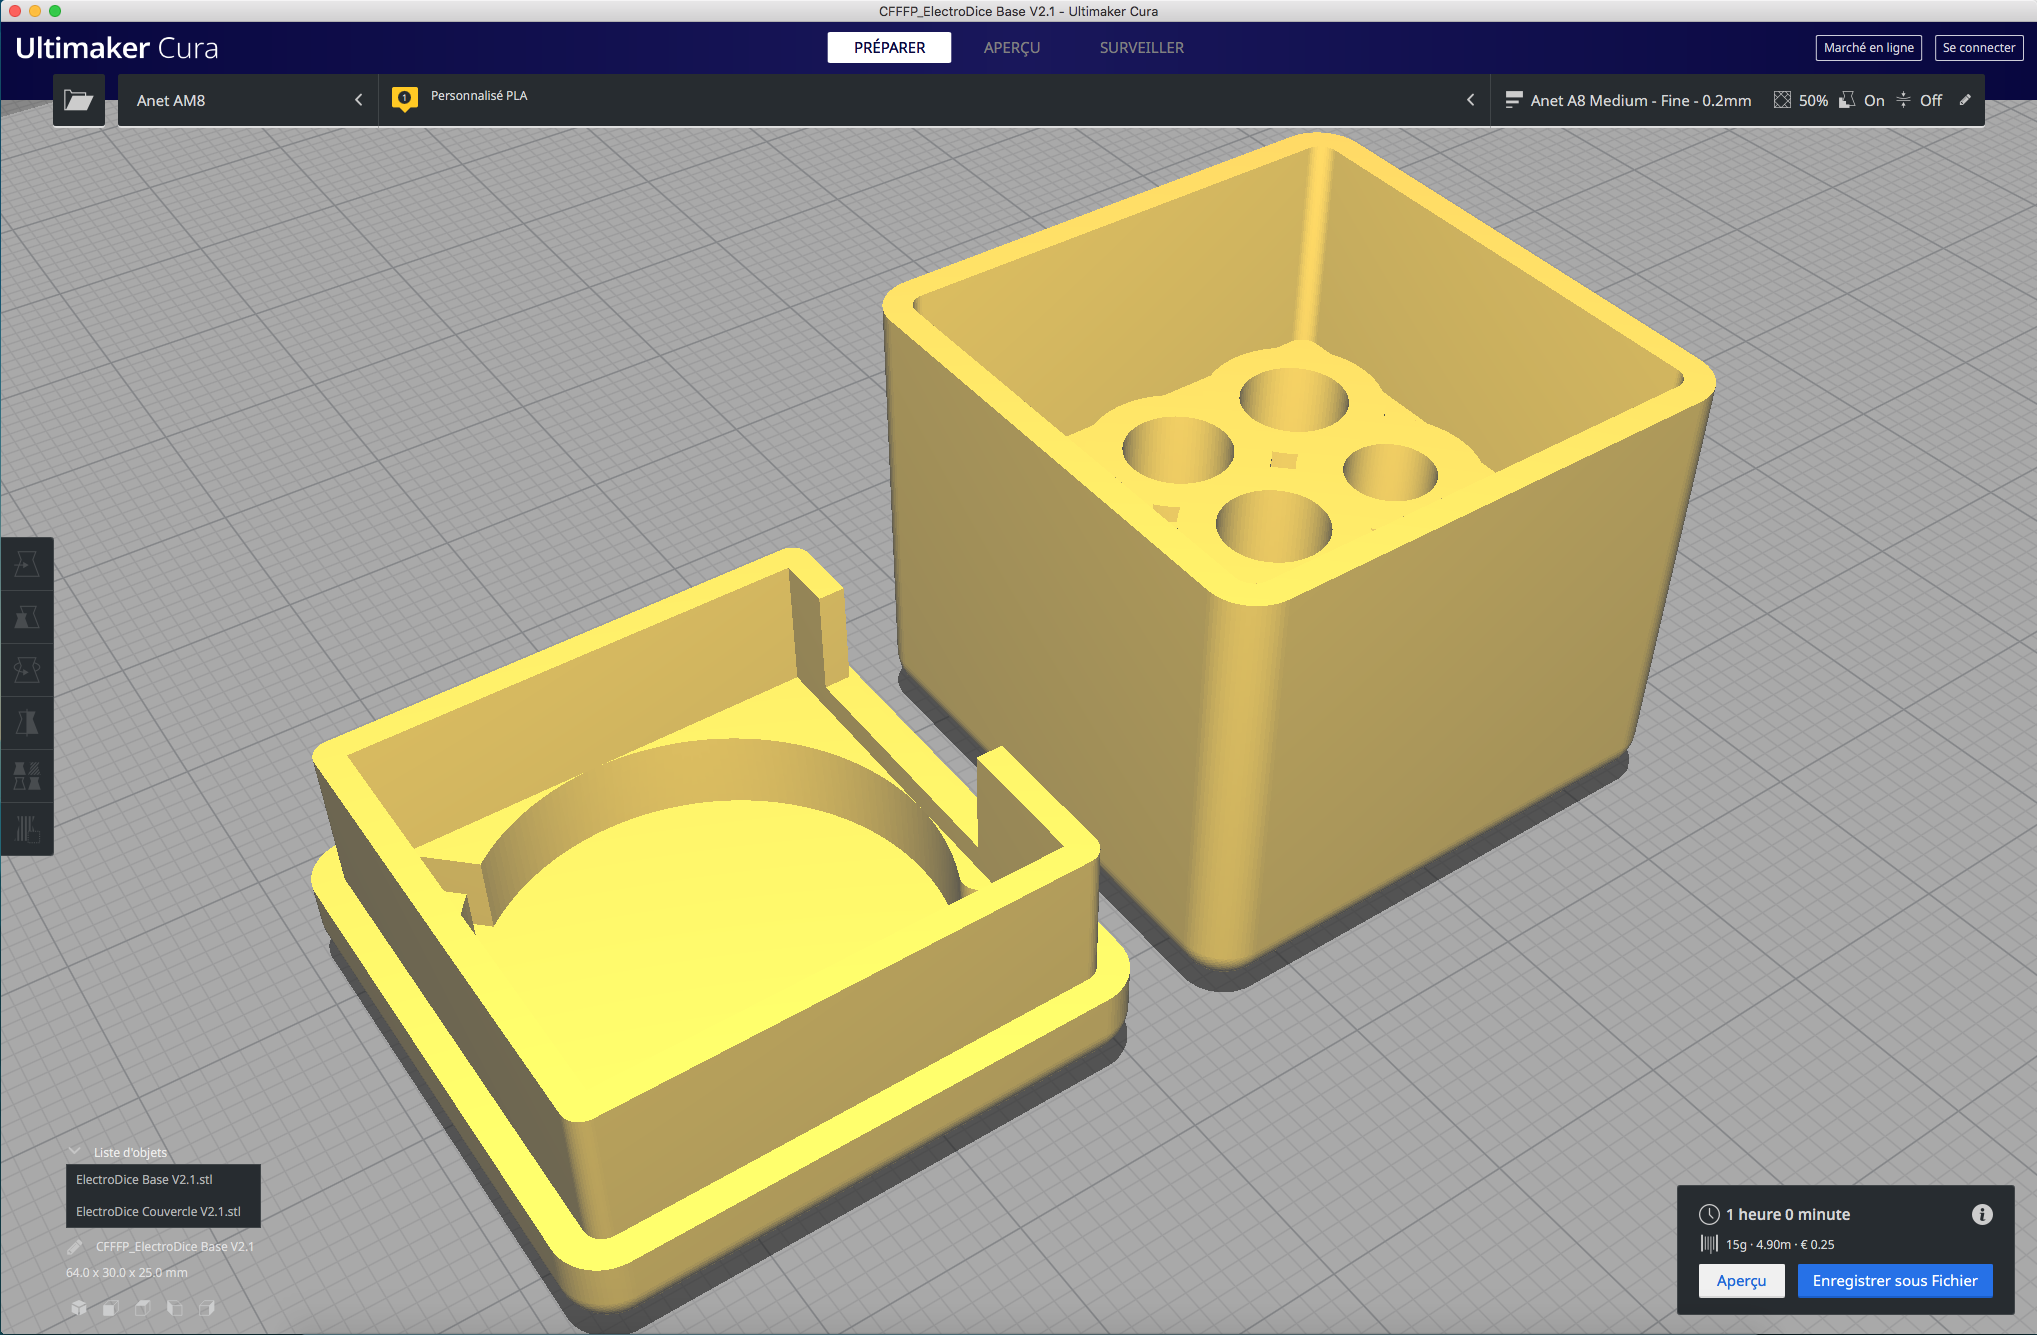 CFFFP_ElectroDice Base V2.1 - Ultimaker Cura
Ultimaker Cura
PRÉPARER
APERÇU
SURVEILLER
Marché en ligne
Se connecter
Anet AM8
1
Personnalisé PLA
Anet A8 Medium - Fine - 0.2mm
50%
On
Off
Liste d'objets
ElectroDice Base V2.1.stl
ElectroDice Couvercle V2.1.stl
CFFFP_ElectroDice Base V2.1
64.0 x 30.0 x 25.0 mm
1 heure 0 minute
15g · 4.90m · € 0.25
Aperçu
Enregistrer sous Fichier